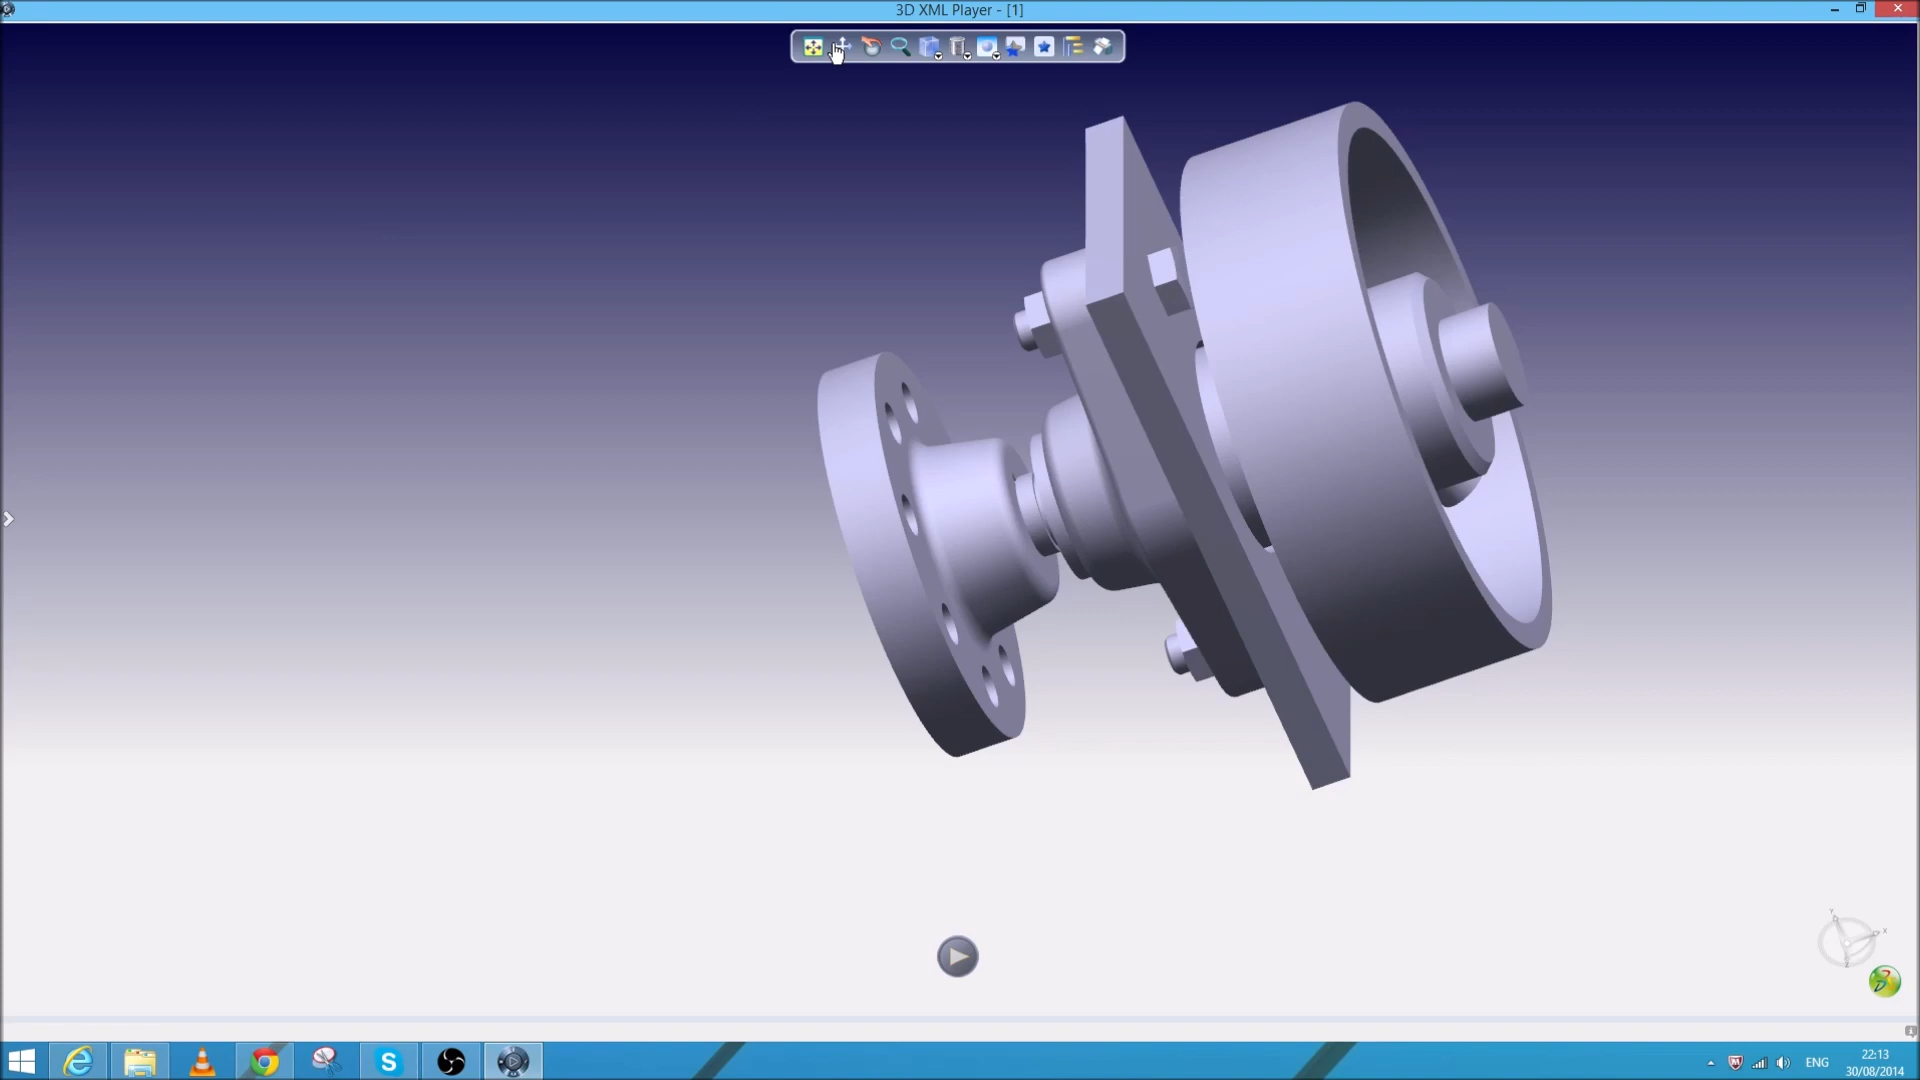 3D XML Player - [1]
Y
X
Z
S
ENG
22:13
30/08/2014